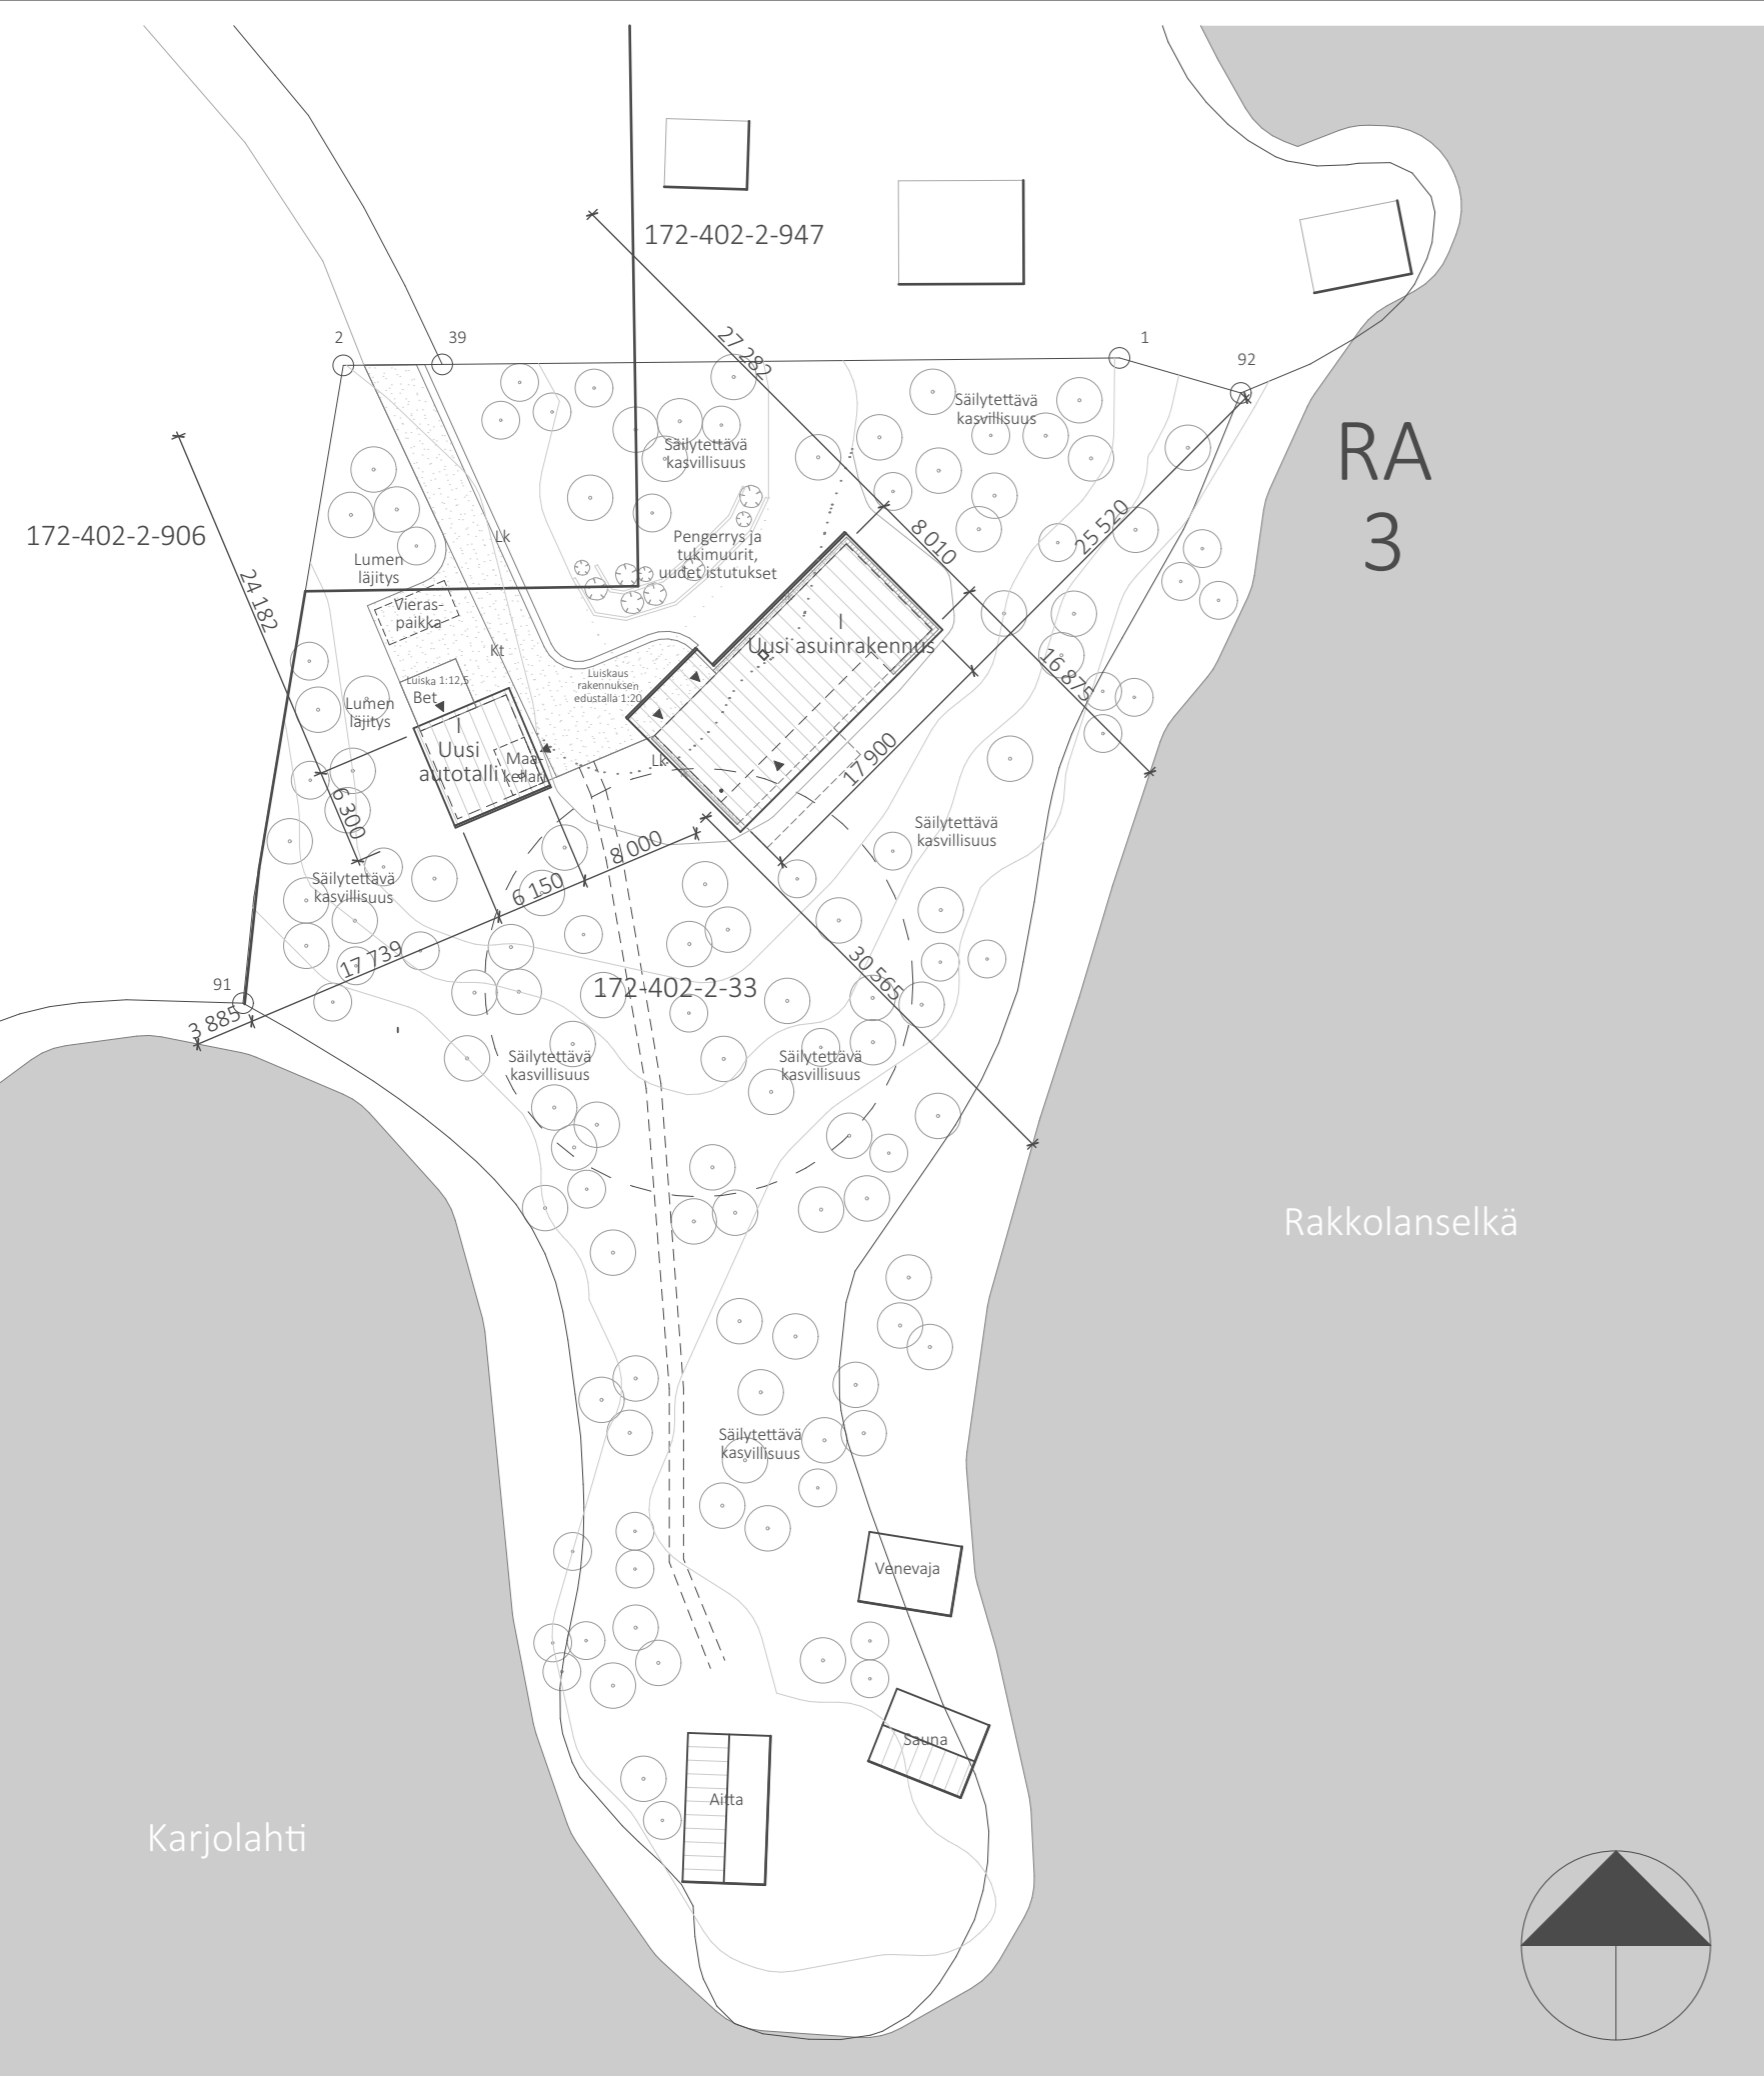 172-402-2-947
27 282
2
39
1
92
Säilytettävä
kasvillisuus
RA
3
Säilytettävä
kasvillisuus
172-402-2-906
24 182
Lk
Lumen
läjitys
Pengerrys ja
tukimuurit,
uudet istutukset
8 010
25 520
Vieras-
paikka
Kt
I
Uusi asuinrakennus
16 875
Luiska 1:12,5
Bet
Luiskaus
rakennuksen
edustalla 1:20
Lumen
läjitys
I
Uusi
autotalli
Maa-
kellari
Lk
17 900
6 300
8 000
Säilytettävä
kasvillisuus
Säilytettävä
kasvillisuus
6 150
17 739
30 565
91
3 885
172-402-2-33
Säilytettävä
kasvillisuus
Säilytettävä
kasvillisuus
Rakkolanselkä
Säilytettävä
kasvillisuus
Venevaja
Sauna
Aitta
Karjolahti